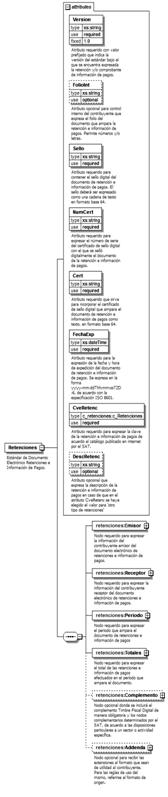 attributes
Version
type xs:string
use required
fixed 1.0
Atributo requerido con valor
prefijado que indica la
versión del estándar bajo el
que se encuentra expresada
la retención y/o comprobante
de información de pagos.
FolioInt
type xs:string
use optional
Atributo opcional para control
interno del contribuyente que
expresa el folio del
documento que ampara la
retención e información de
pagos. Permite números y/o
letras.
Sello
type xs:string
use required
Atributo requerido para
contener el sello digital del
documento de retención e
información de pagos. El
sello deberá ser expresado
como una cadena de texto
en formato base 64.
NumCert
type xs:string
use required
Atributo requerido para
expresar el número de serie
del certificado de sello digital
con el que se selló
digitalmente el documento
de la retención e información
de pagos.
Cert
type xs:string
use required
Atributo requerido que sirve
para incorporar el certificado
de sello digital que ampara el
documento de retención e
información de pagos como
texto, en formato base 64.
FechaExp
type xs:dateTime
use required
Atributo requerido para la
expresión de la fecha y hora
de expedición del documento
de retención e información
de pagos. Se expresa en la
forma
yyyy-mm-ddThh:mm:ssTZD
-6, de acuerdo con la
especificación ISO 8601.
CveRetenc
type c_retenciones:c_Retenciones
use required
Atributo requerido para expresar la clave
de la retención e información de pagos de
acuerdo al catálogo publicado en internet
por el SAT.
DescRetenc
type xs:string
use optional
Atributo opcional que
expresa la descripción de la
retención e información de
pagos en caso de que en el
atributo CveRetenc se haya
elegido el valor para 'otro
tipo de retenciones'
Retenciones
Estándar de Documento
Electrónico Retenciones e
Información de Pagos.
retenciones:Emisor
Nodo requerido para expresar
la información del
contribuyente emisor del
documento electrónico de
retenciones e información de
pagos.
retenciones:Receptor
Nodo requerido para expresar
la información del contribuyente
receptor del documento
electrónico de retenciones e
información de pagos.
retenciones:Periodo
Nodo requerido para expresar
el periodo que ampara el
documento de retenciones e
información de pagos
retenciones:Totales
Nodo requerido para expresar
el total de las retenciones e
información de pagos
efectuados en el período que
ampara el documento.
retenciones:Complemento
Nodo opcional donde se incluirá el
complemento Timbre Fiscal Digital de
manera obligatoria y los nodos
complementarios determinados por el
SAT, de acuerdo a las disposiciones
particulares a un sector o actividad
específica.
retenciones:Addenda
Nodo opcional para recibir las
extensiones al formato que sean
de utilidad al contribuyente.
Para las reglas de uso del
mismo, referirse al formato de
origen.